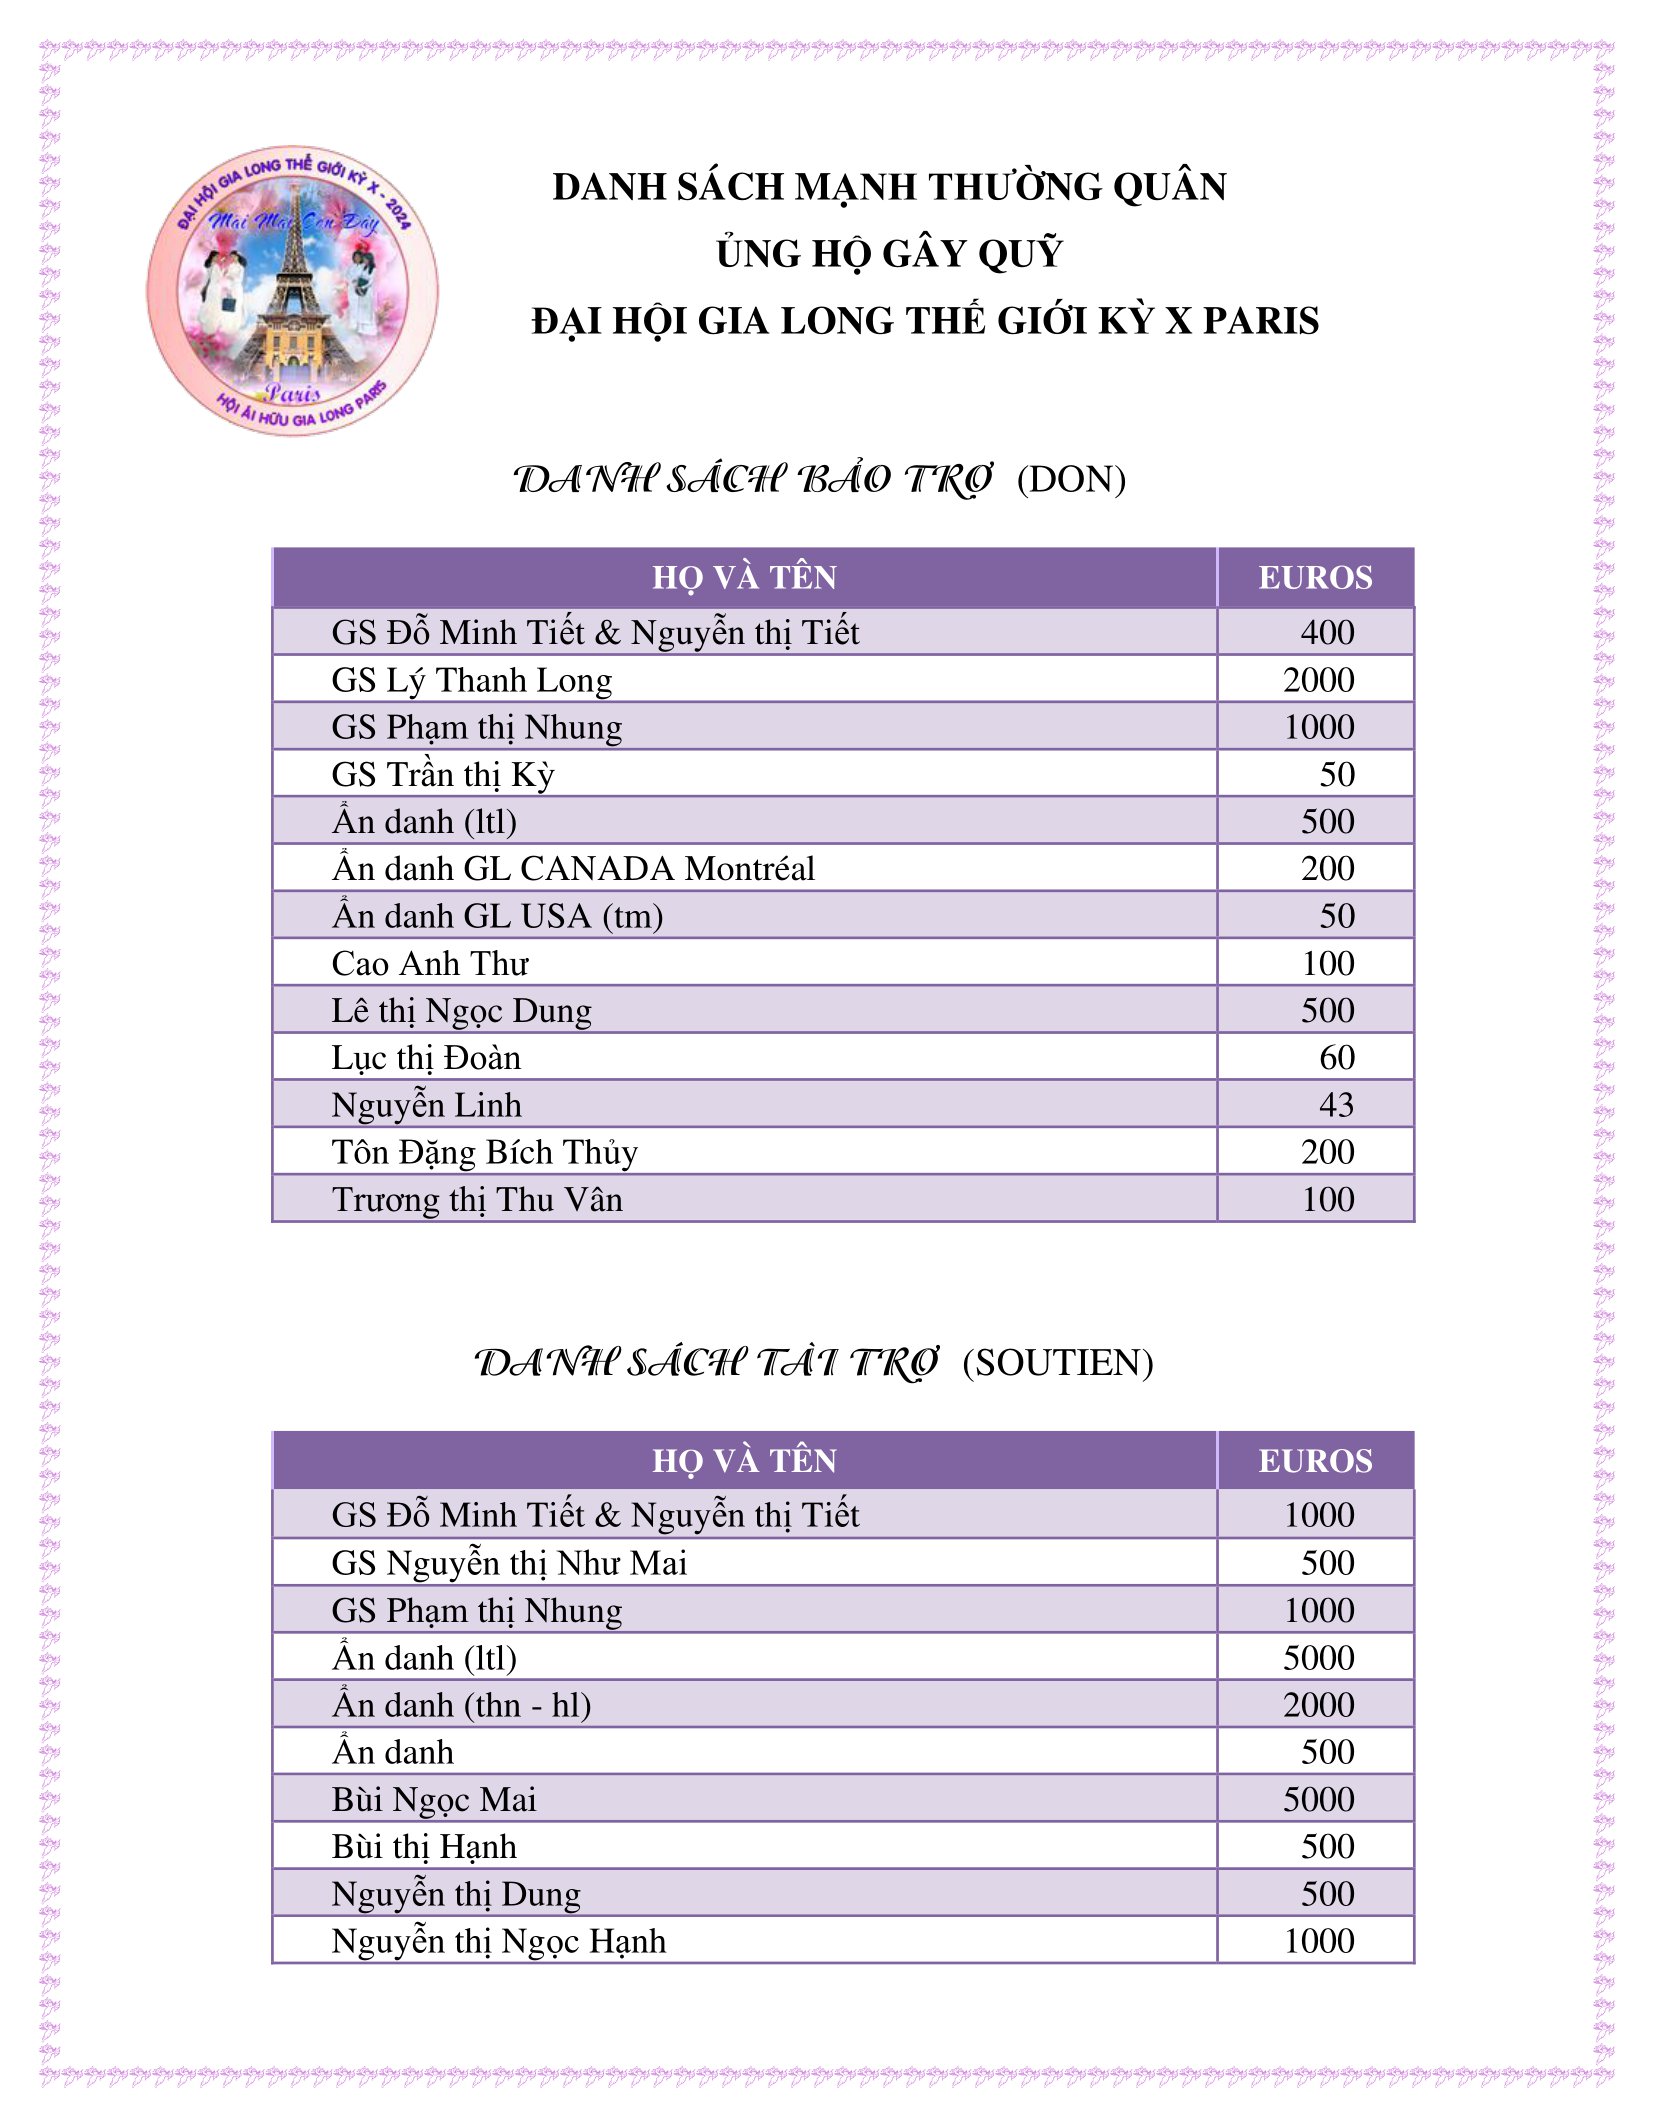 ĐẠI HỘI GIA LONG THẾ GIỚI KỲ X - 2024
Mai Mai Con Đây
Paris
HỘI ÁI HỮU GIA LONG PARIS
DANH SÁCH MẠNH THƯỜNG QUÂN
ỦNG HỘ GÂY QUỸ
ĐẠI HỘI GIA LONG THẾ GIỚI KỲ X PARIS
DANH SÁCH BẢO TRỢ (DON)
HỌ VÀ TÊN EUROS
GS Đỗ Minh Tiết & Nguyễn thị Tiết 400
GS Lý Thanh Long 2000
GS Phạm thị Nhung 1000
GS Trần thị Kỳ 50
Ẩn danh (ltl) 500
Ẩn danh GL CANADA Montréal 200
Ẩn danh GL USA (tm) 50
Cao Anh Thư 100
Lê thị Ngọc Dung 500
Lục thị Đoàn 60
Nguyễn Linh 43
Tôn Đặng Bích Thủy 200
Trương thị Thu Vân 100
DANH SÁCH TÀI TRỢ (SOUTIEN)
HỌ VÀ TÊN EUROS
GS Đỗ Minh Tiết & Nguyễn thị Tiết 1000
GS Nguyễn thị Như Mai 500
GS Phạm thị Nhung 1000
Ẩn danh (ltl) 5000
Ẩn danh (thn - hl) 2000
Ẩn danh 500
Bùi Ngọc Mai 5000
Bùi thị Hạnh 500
Nguyễn thị Dung 500
Nguyễn thị Ngọc Hạnh 1000